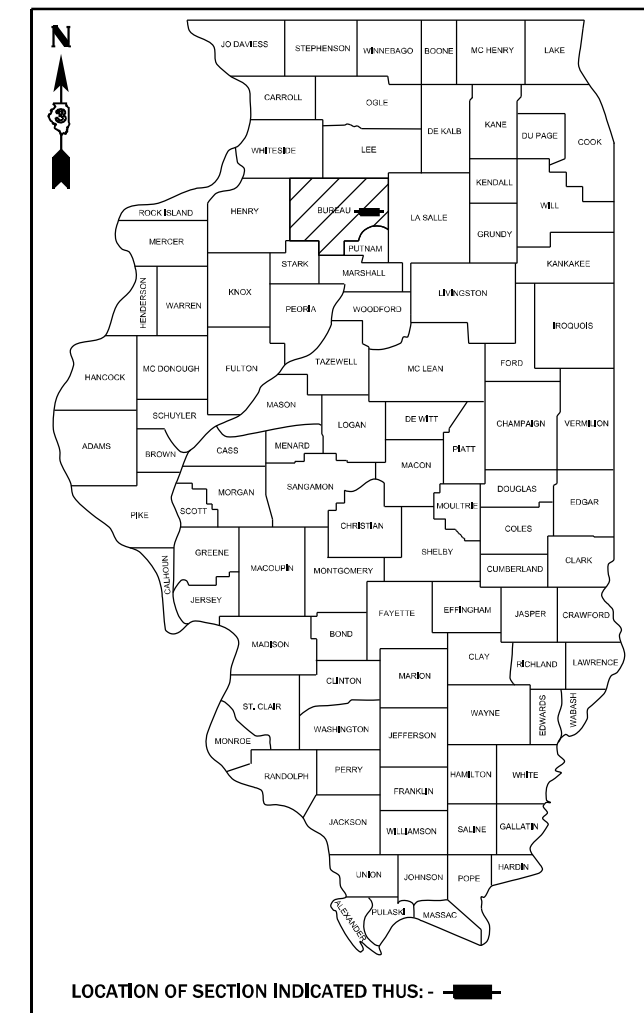 N
3
JO DAVIESS
STEPHENSON
WINNEBAGO
BOONE
MC HENRY
LAKE
CARROLL
OGLE
DE KALB
KANE
DU PAGE
COOK
WHITESIDE
LEE
KENDALL
WILL
ROCK ISLAND
HENRY
BUREAU
LA SALLE
GRUNDY
MERCER
PUTNAM
KANKAKEE
STARK
MARSHALL
HENDERSON
WARREN
KNOX
PEORIA
WOODFORD
LIVINGSTON
IROQUOIS
HANCOCK
MC DONOUGH
FULTON
TAZEWELL
MC LEAN
FORD
SCHUYLER
MASON
LOGAN
DE WITT
CHAMPAIGN
VERMILION
ADAMS
BROWN
CASS
MENARD
MACON
PIATT
PIKE
SCOTT
MORGAN
SANGAMON
CHRISTIAN
MOULTRIE
DOUGLAS
EDGAR
COLES
GREENE
MACOUPIN
MONTGOMERY
SHELBY
CUMBERLAND
CLARK
CALHOUN
JERSEY
FAYETTE
EFFINGHAM
JASPER
CRAWFORD
MADISON
BOND
CLAY
RICHLAND
LAWRENCE
CLINTON
MARION
ST. CLAIR
WAYNE
EDWARDS
WABASH
MONROE
WASHINGTON
JEFFERSON
RANDOLPH
PERRY
HAMILTON
WHITE
FRANKLIN
JACKSON
WILLIAMSON
SALINE
GALLATIN
UNION
JOHNSON
POPE
HARDIN
ALEXANDER
PULASKI
MASSAC
LOCATION OF SECTION INDICATED THUS: -